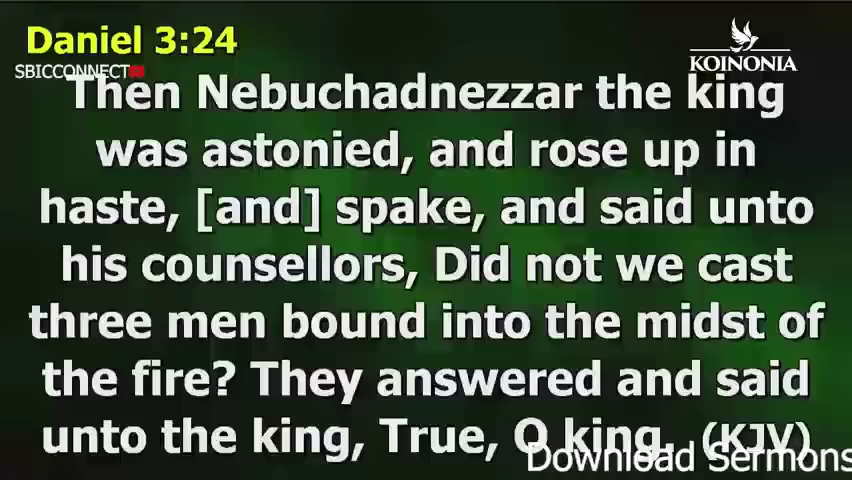 Daniel 3:24
KOINONIA
SBICCONNECT
Then Nebuchadnezzar the king
was astonied, and rose up in
haste, [and] spake, and said unto
his counsellors, Did not we cast
three men bound into the midst of
the fire? They answered and said
unto the king, True, O king. (KJV)
Download Sermons